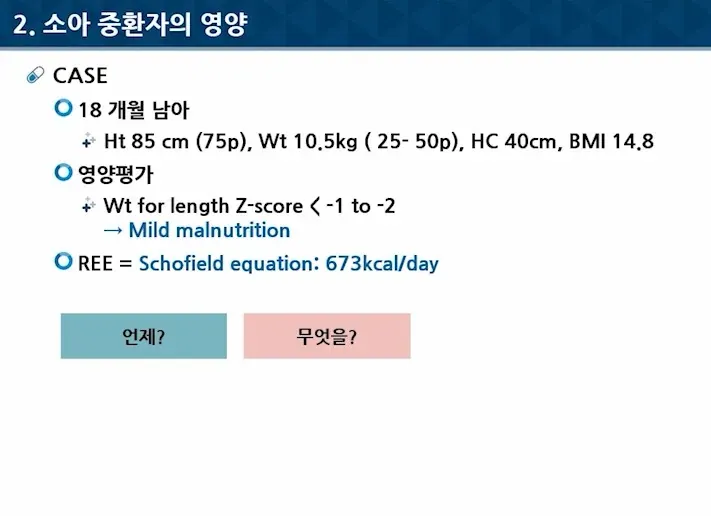 2. 소아 중환자의 영양
CASE
18 개월 남아
Ht 85 cm (75p), Wt 10.5kg ( 25- 50p), HC 40cm, BMI 14.8
영양평가
Wt for length Z-score < -1 to -2
→ Mild malnutrition
REE = Schofield equation: 673kcal/day
언제? 무엇을?